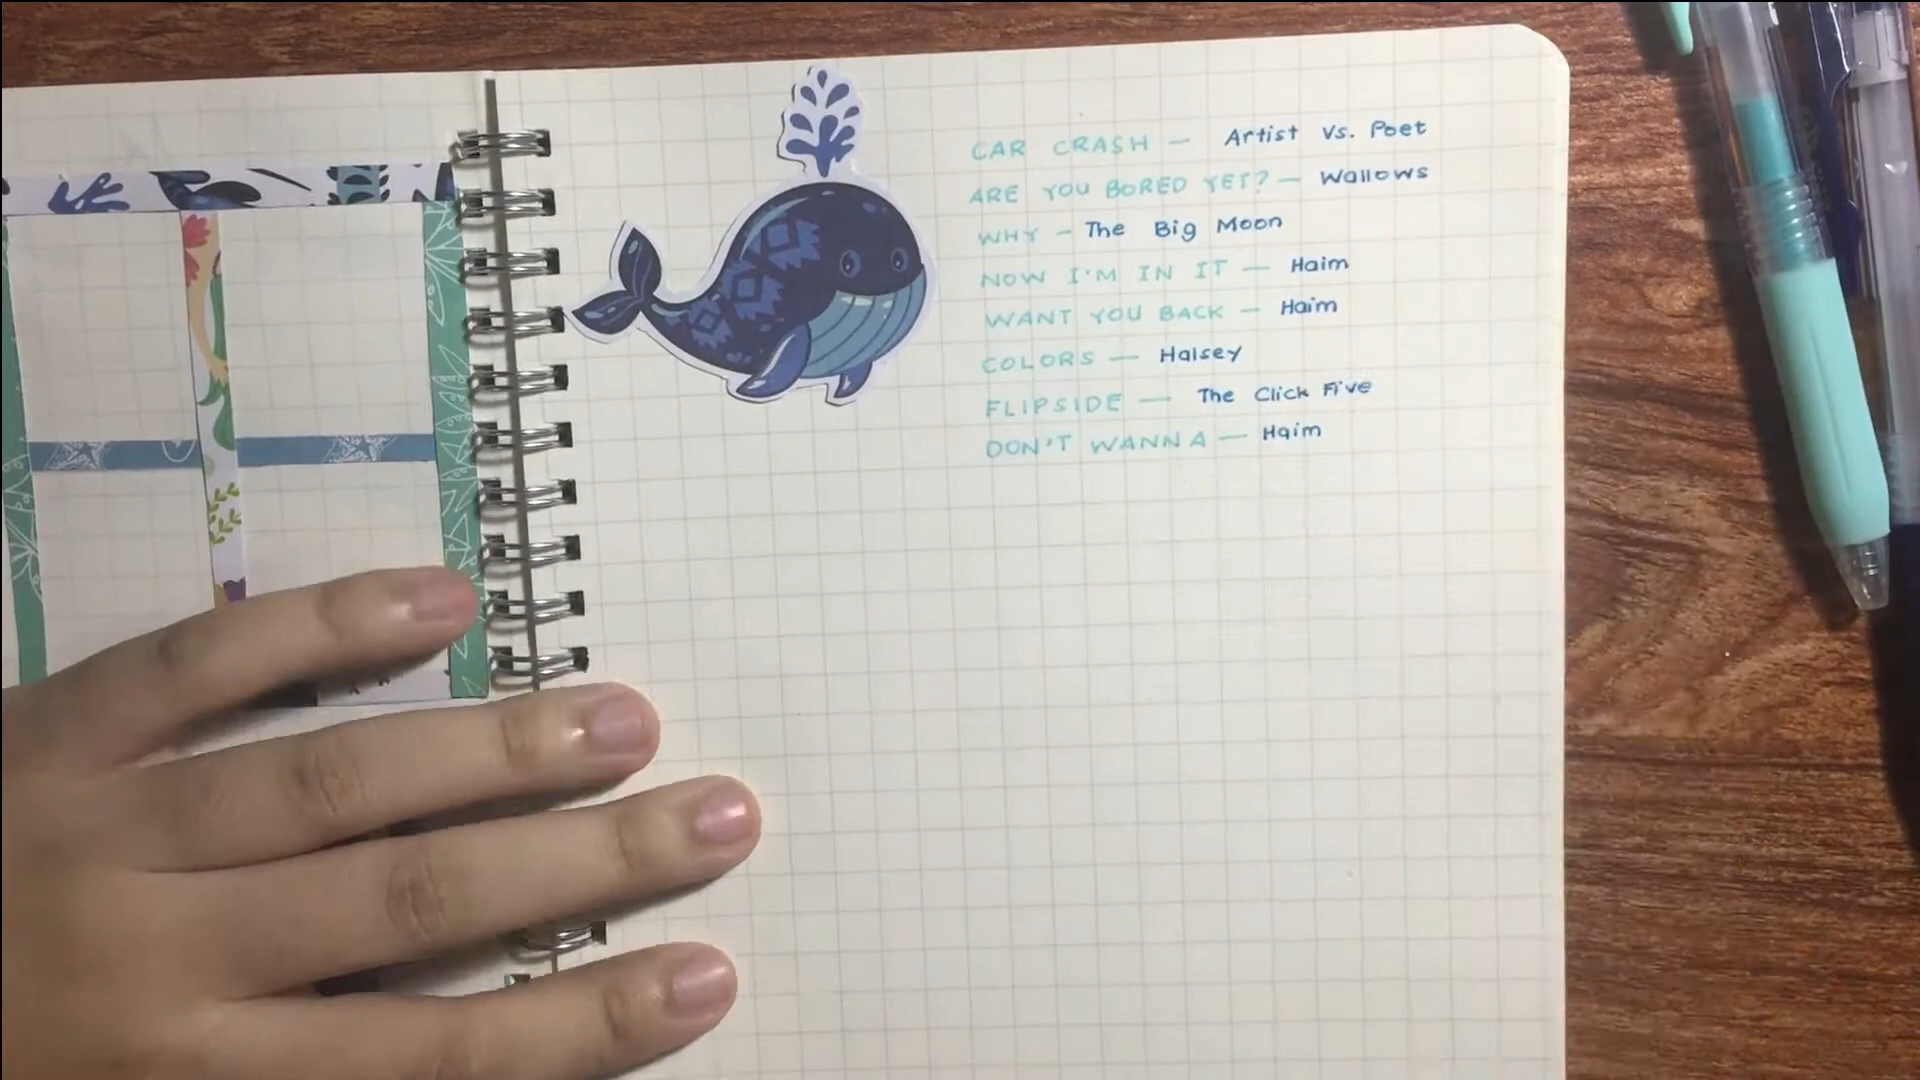 CAR CRASH — Artist vs. Poet
ARE YOU BORED YET? — Wallows
WHY — The Big Moon
NOW I'M IN IT — Haim
WANT YOU BACK — Haim
COLORS — Halsey
FLIPSIDE — The Click Five
DON'T WANNA — Haim